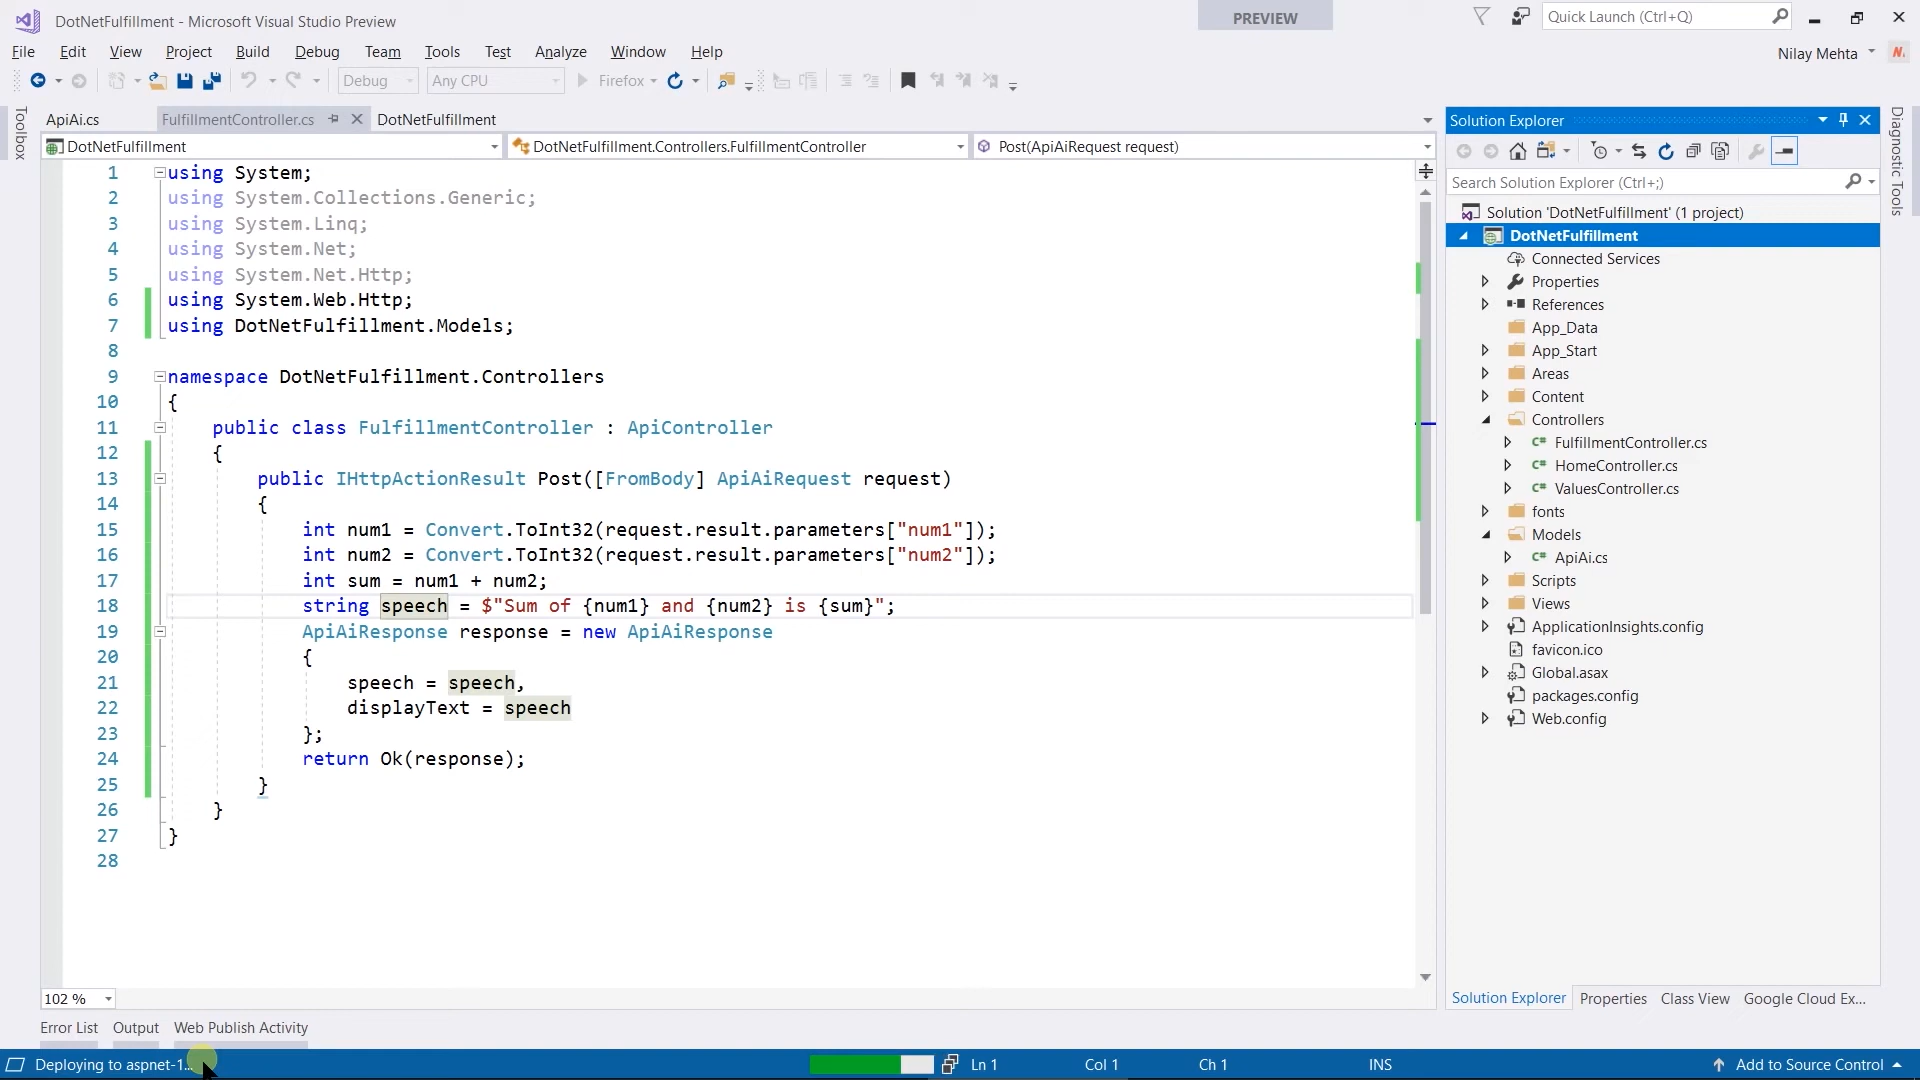 DotNetFulfillment - Microsoft Visual Studio Preview
PREVIEW
Quick Launch (Ctrl+Q)
File Edit View Project Build Debug Team Tools Test Analyze Window Help
Nilay Mehta
N.
Debug Any CPU Firefox
Toolbox
ApiAi.cs FulfillmentController.cs DotNetFulfillment
DotNetFulfillment DotNetFulfillment.Controllers.FulfillmentController Post(ApiAiRequest request)
1 using System;
2 using System.Collections.Generic;
3 using System.Linq;
4 using System.Net;
5 using System.Net.Http;
6 using System.Web.Http;
7 using DotNetFulfillment.Models;
8
9 namespace DotNetFulfillment.Controllers
10 {
11 public class FulfillmentController : ApiController
12 {
13 public IHttpActionResult Post([FromBody] ApiAiRequest request)
14 {
15 int num1 = Convert.ToInt32(request.result.parameters["num1"]);
16 int num2 = Convert.ToInt32(request.result.parameters["num2"]);
17 int sum = num1 + num2;
18 string speech = $"Sum of {num1} and {num2} is {sum}";
19 ApiAiResponse response = new ApiAiResponse
20 {
21 speech = speech,
22 displayText = speech
23 };
24 return Ok(response);
25 }
26 }
27 }
28
102 %
Error List Output Web Publish Activity
Solution Explorer
Search Solution Explorer (Ctrl+;)
Solution 'DotNetFulfillment' (1 project)
DotNetFulfillment
Connected Services
Properties
References
App_Data
App_Start
Areas
Content
Controllers
C# FulfillmentController.cs
C# HomeController.cs
C# ValuesController.cs
fonts
Models
C# ApiAi.cs
Scripts
Views
ApplicationInsights.config
favicon.ico
Global.asax
packages.config
Web.config
Solution Explorer Properties Class View Google Cloud Ex...
Diagnostic Tools
Deploying to aspnet-1... Ln 1 Col 1 Ch 1 INS Add to Source Control